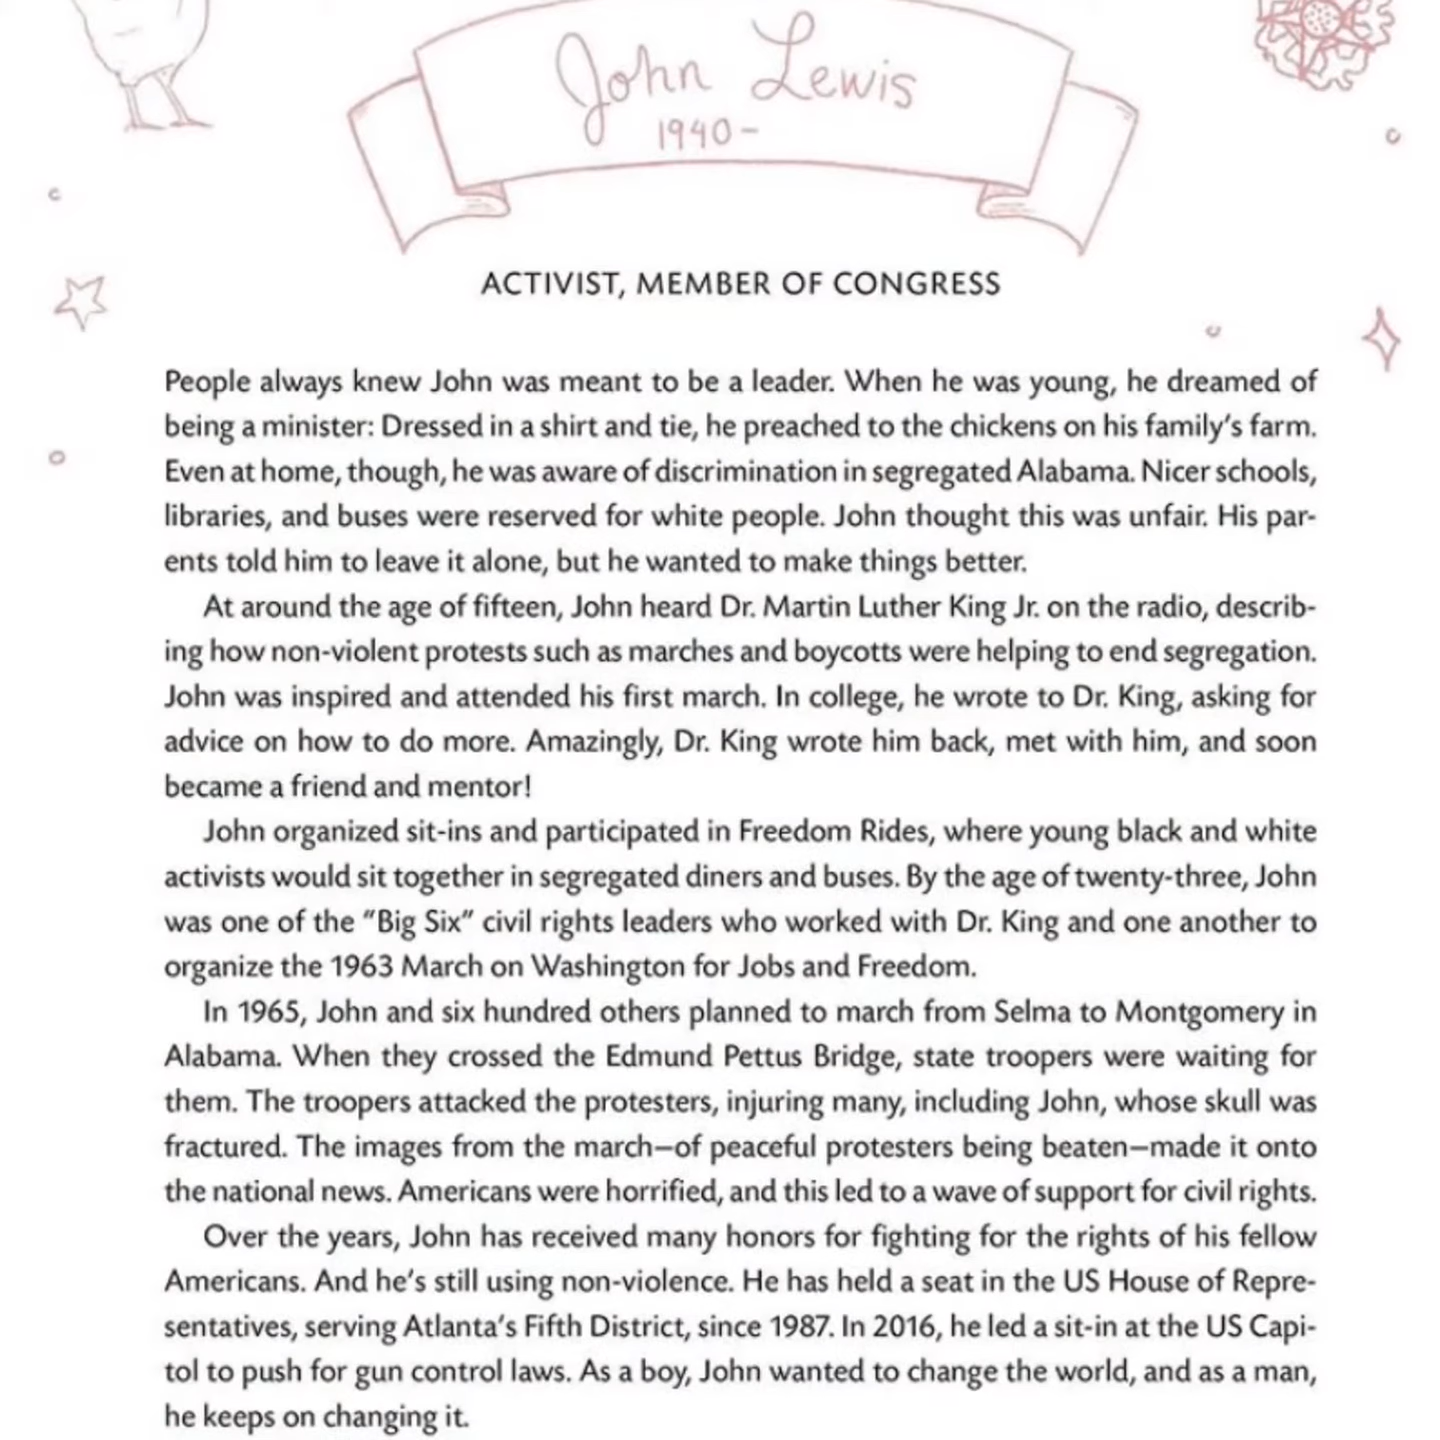 John Lewis
1940-
ACTIVIST, MEMBER OF CONGRESS
People always knew John was meant to be a leader. When he was young, he dreamed of
being a minister: Dressed in a shirt and tie, he preached to the chickens on his family's farm.
Even at home, though, he was aware of discrimination in segregated Alabama. Nicer schools,
libraries, and buses were reserved for white people. John thought this was unfair. His par-
ents told him to leave it alone, but he wanted to make things better.
At around the age of fifteen, John heard Dr. Martin Luther King Jr. on the radio, describ-
ing how non-violent protests such as marches and boycotts were helping to end segregation.
John was inspired and attended his first march. In college, he wrote to Dr. King, asking for
advice on how to do more. Amazingly, Dr. King wrote him back, met with him, and soon
became a friend and mentor!
John organized sit-ins and participated in Freedom Rides, where young black and white
activists would sit together in segregated diners and buses. By the age of twenty-three, John
was one of the "Big Six" civil rights leaders who worked with Dr. King and one another to
organize the 1963 March on Washington for Jobs and Freedom.
In 1965, John and six hundred others planned to march from Selma to Montgomery in
Alabama. When they crossed the Edmund Pettus Bridge, state troopers were waiting for
them. The troopers attacked the protesters, injuring many, including John, whose skull was
fractured. The images from the march—of peaceful protesters being beaten—made it onto
the national news. Americans were horrified, and this led to a wave of support for civil rights.
Over the years, John has received many honors for fighting for the rights of his fellow
Americans. And he's still using non-violence. He has held a seat in the US House of Repre-
sentatives, serving Atlanta's Fifth District, since 1987. In 2016, he led a sit-in at the US Capi-
tol to push for gun control laws. As a boy, John wanted to change the world, and as a man,
he keeps on changing it.